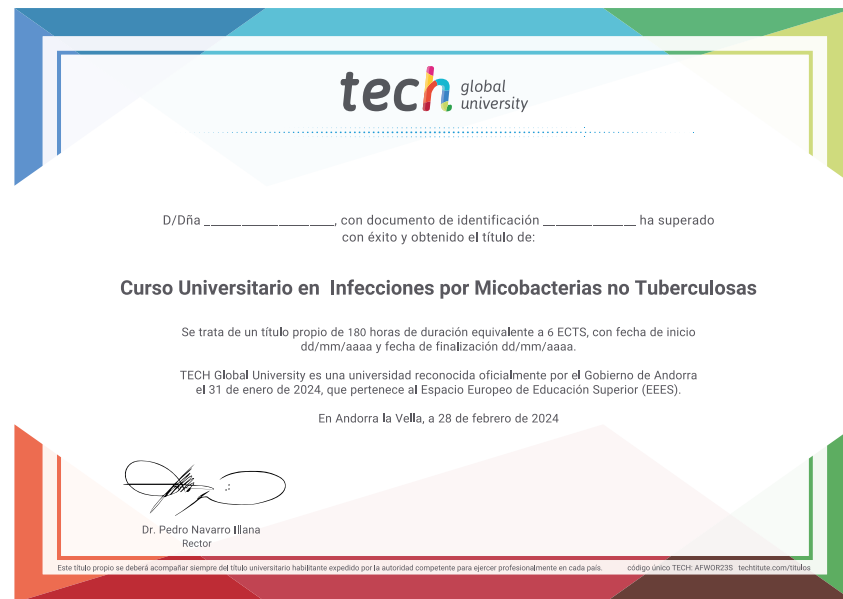 tech global university
D/Dña ____________________, con documento de identificación ______________ ha superado
con éxito y obtenido el título de:
Curso Universitario en Infecciones por Micobacterias no Tuberculosas
Se trata de un título propio de 180 horas de duración equivalente a 6 ECTS, con fecha de inicio
dd/mm/aaaa y fecha de finalización dd/mm/aaaa.
TECH Global University es una universidad reconocida oficialmente por el Gobierno de Andorra
el 31 de enero de 2024, que pertenece al Espacio Europeo de Educación Superior (EEES).
En Andorra la Vella, a 28 de febrero de 2024
Dr. Pedro Navarro Illana
Rector
Este título propio se deberá acompañar siempre del título universitario habilitante expedido por la autoridad competente para ejercer profesionalmente en cada país. código único TECH: AFWOR23S techtitute.com/titulos